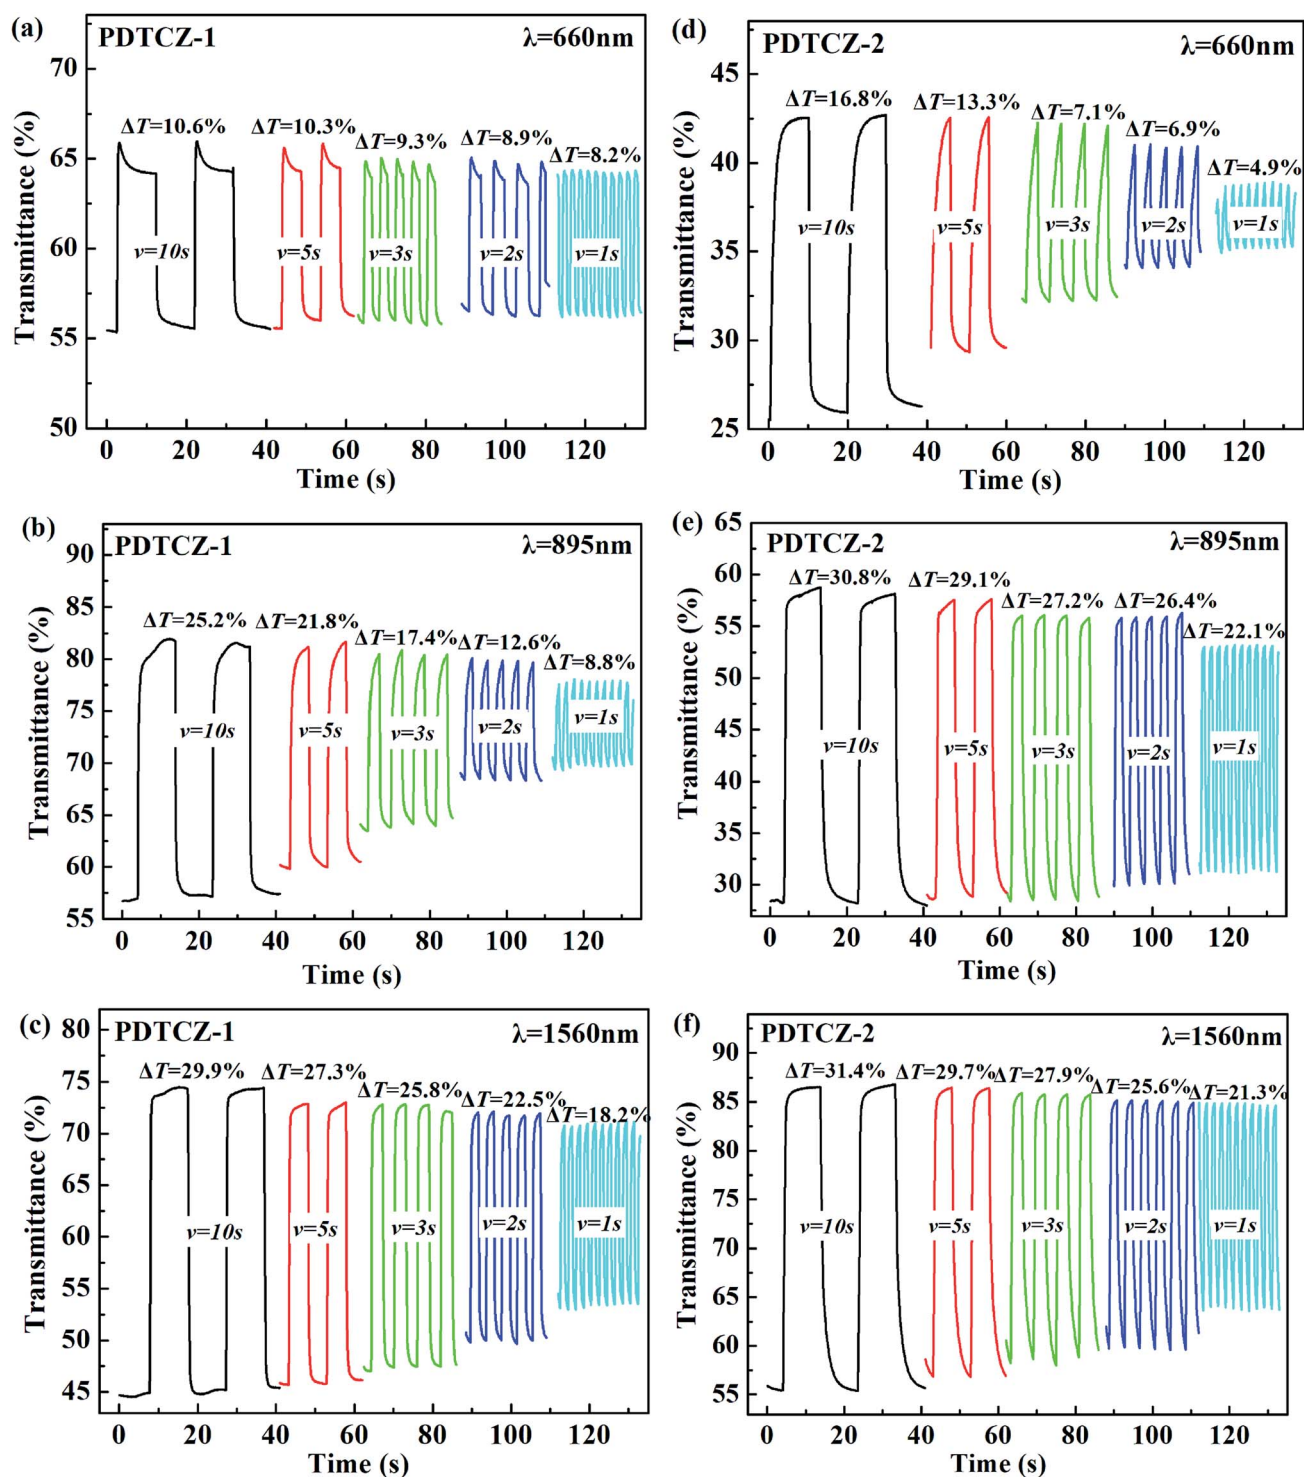 (a)
PDTCZ-1
λ=660nm
ΔT=10.6%
ΔT=10.3%
ΔT=9.3%
ΔT=8.9%
ΔT=8.2%
v=10s
v=5s
v=3s
v=2s
v=1s
Transmittance (%)
70
65
60
55
50
0 20 40 60 80 100 120
Time (s)
(d)
PDTCZ-2
λ=660nm
ΔT=16.8%
ΔT=13.3%
ΔT=7.1%
ΔT=6.9%
ΔT=4.9%
v=10s
v=5s
v=3s
v=2s
v=1s
Transmittance (%)
45
40
35
30
25
0 20 40 60 80 100 120
Time (s)
(b)
PDTCZ-1
λ=895nm
ΔT=25.2%
ΔT=21.8%
ΔT=17.4%
ΔT=12.6%
ΔT=8.8%
v=10s
v=5s
v=3s
v=2s
v=1s
Transmittance (%)
90
85
80
75
70
65
60
55
0 20 40 60 80 100 120
Time (s)
(e)
PDTCZ-2
λ=895nm
ΔT=30.8%
ΔT=29.1%
ΔT=27.2%
ΔT=26.4%
ΔT=22.1%
v=10s
v=5s
v=3s
v=2s
v=1s
Transmittance (%)
65
60
55
50
45
40
35
30
0 20 40 60 80 100 120
Time (s)
(c)
PDTCZ-1
λ=1560nm
ΔT=29.9%
ΔT=27.3%
ΔT=25.8%
ΔT=22.5%
ΔT=18.2%
v=10s
v=5s
v=3s
v=2s
v=1s
Transmittance (%)
80
75
70
65
60
55
50
45
0 20 40 60 80 100 120
Time (s)
(f)
PDTCZ-2
λ=1560nm
ΔT=31.4%
ΔT=29.7%
ΔT=27.9%
ΔT=25.6%
ΔT=21.3%
v=10s
v=5s
v=3s
v=2s
v=1s
Transmittance (%)
90
85
80
75
70
65
60
55
0 20 40 60 80 100 120
Time (s)